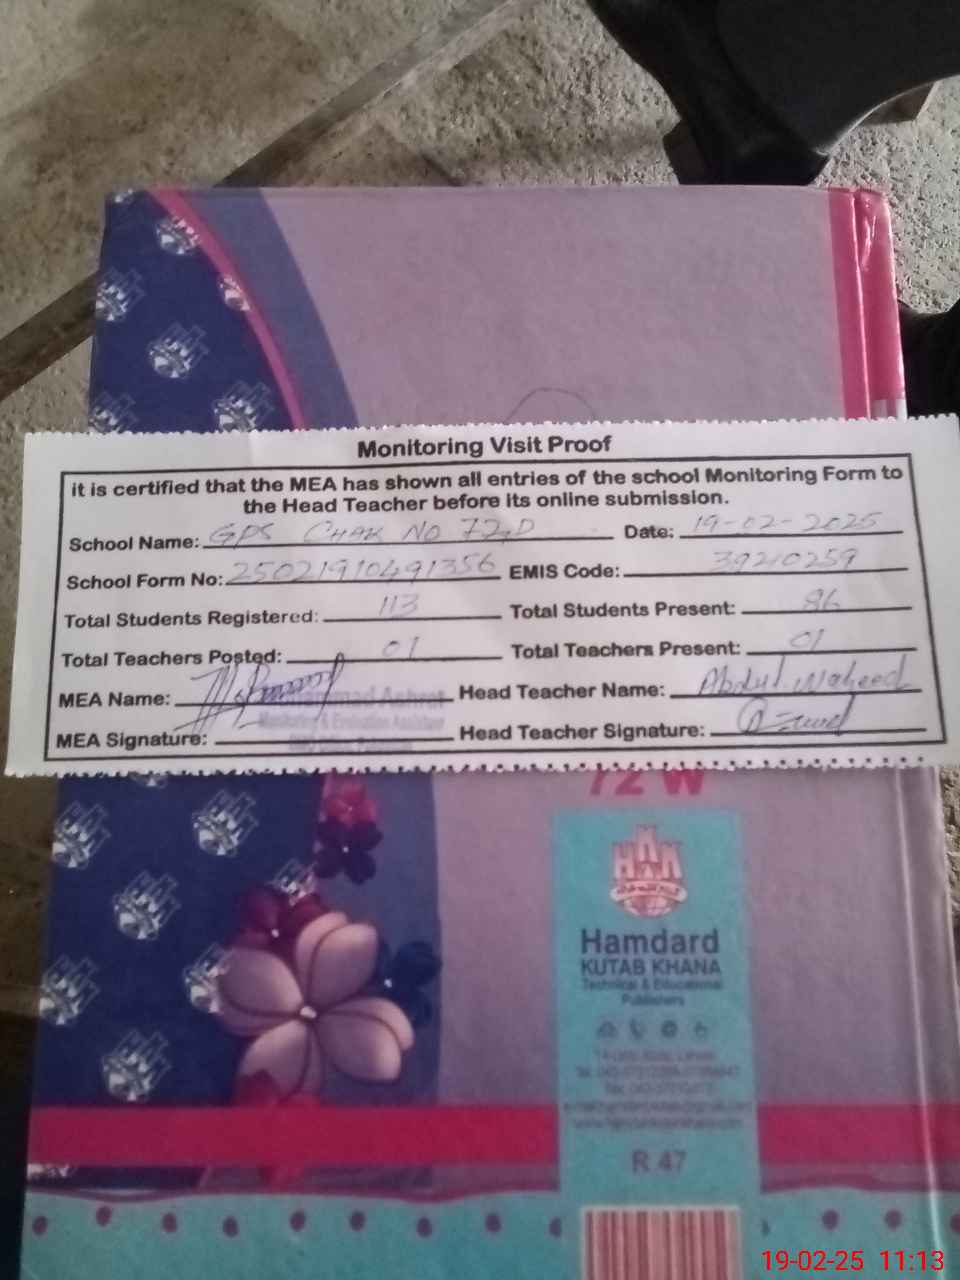 Monitoring Visit Proof
it is certified that the MEA has shown all entries of the school Monitoring Form to
the Head Teacher before its online submission.
School Name: GPS CHAK NO 72-D Date: 19-02-2025
School Form No: 25021910491356 EMIS Code: 39210259
Total Students Registered: 113 Total Students Present: 86
Total Teachers Posted: 01 Total Teachers Present: 01
MEA Name: Muhammad Ashraf Head Teacher Name: Abdul Waheed
Monitoring & Evaluation Assistant
MEA Signature: Head Teacher Signature:
72 W
HKK
Hamdard
KUTAB KHANA
Technical & Educational
Publishers
R 47
19-02-25 11:13